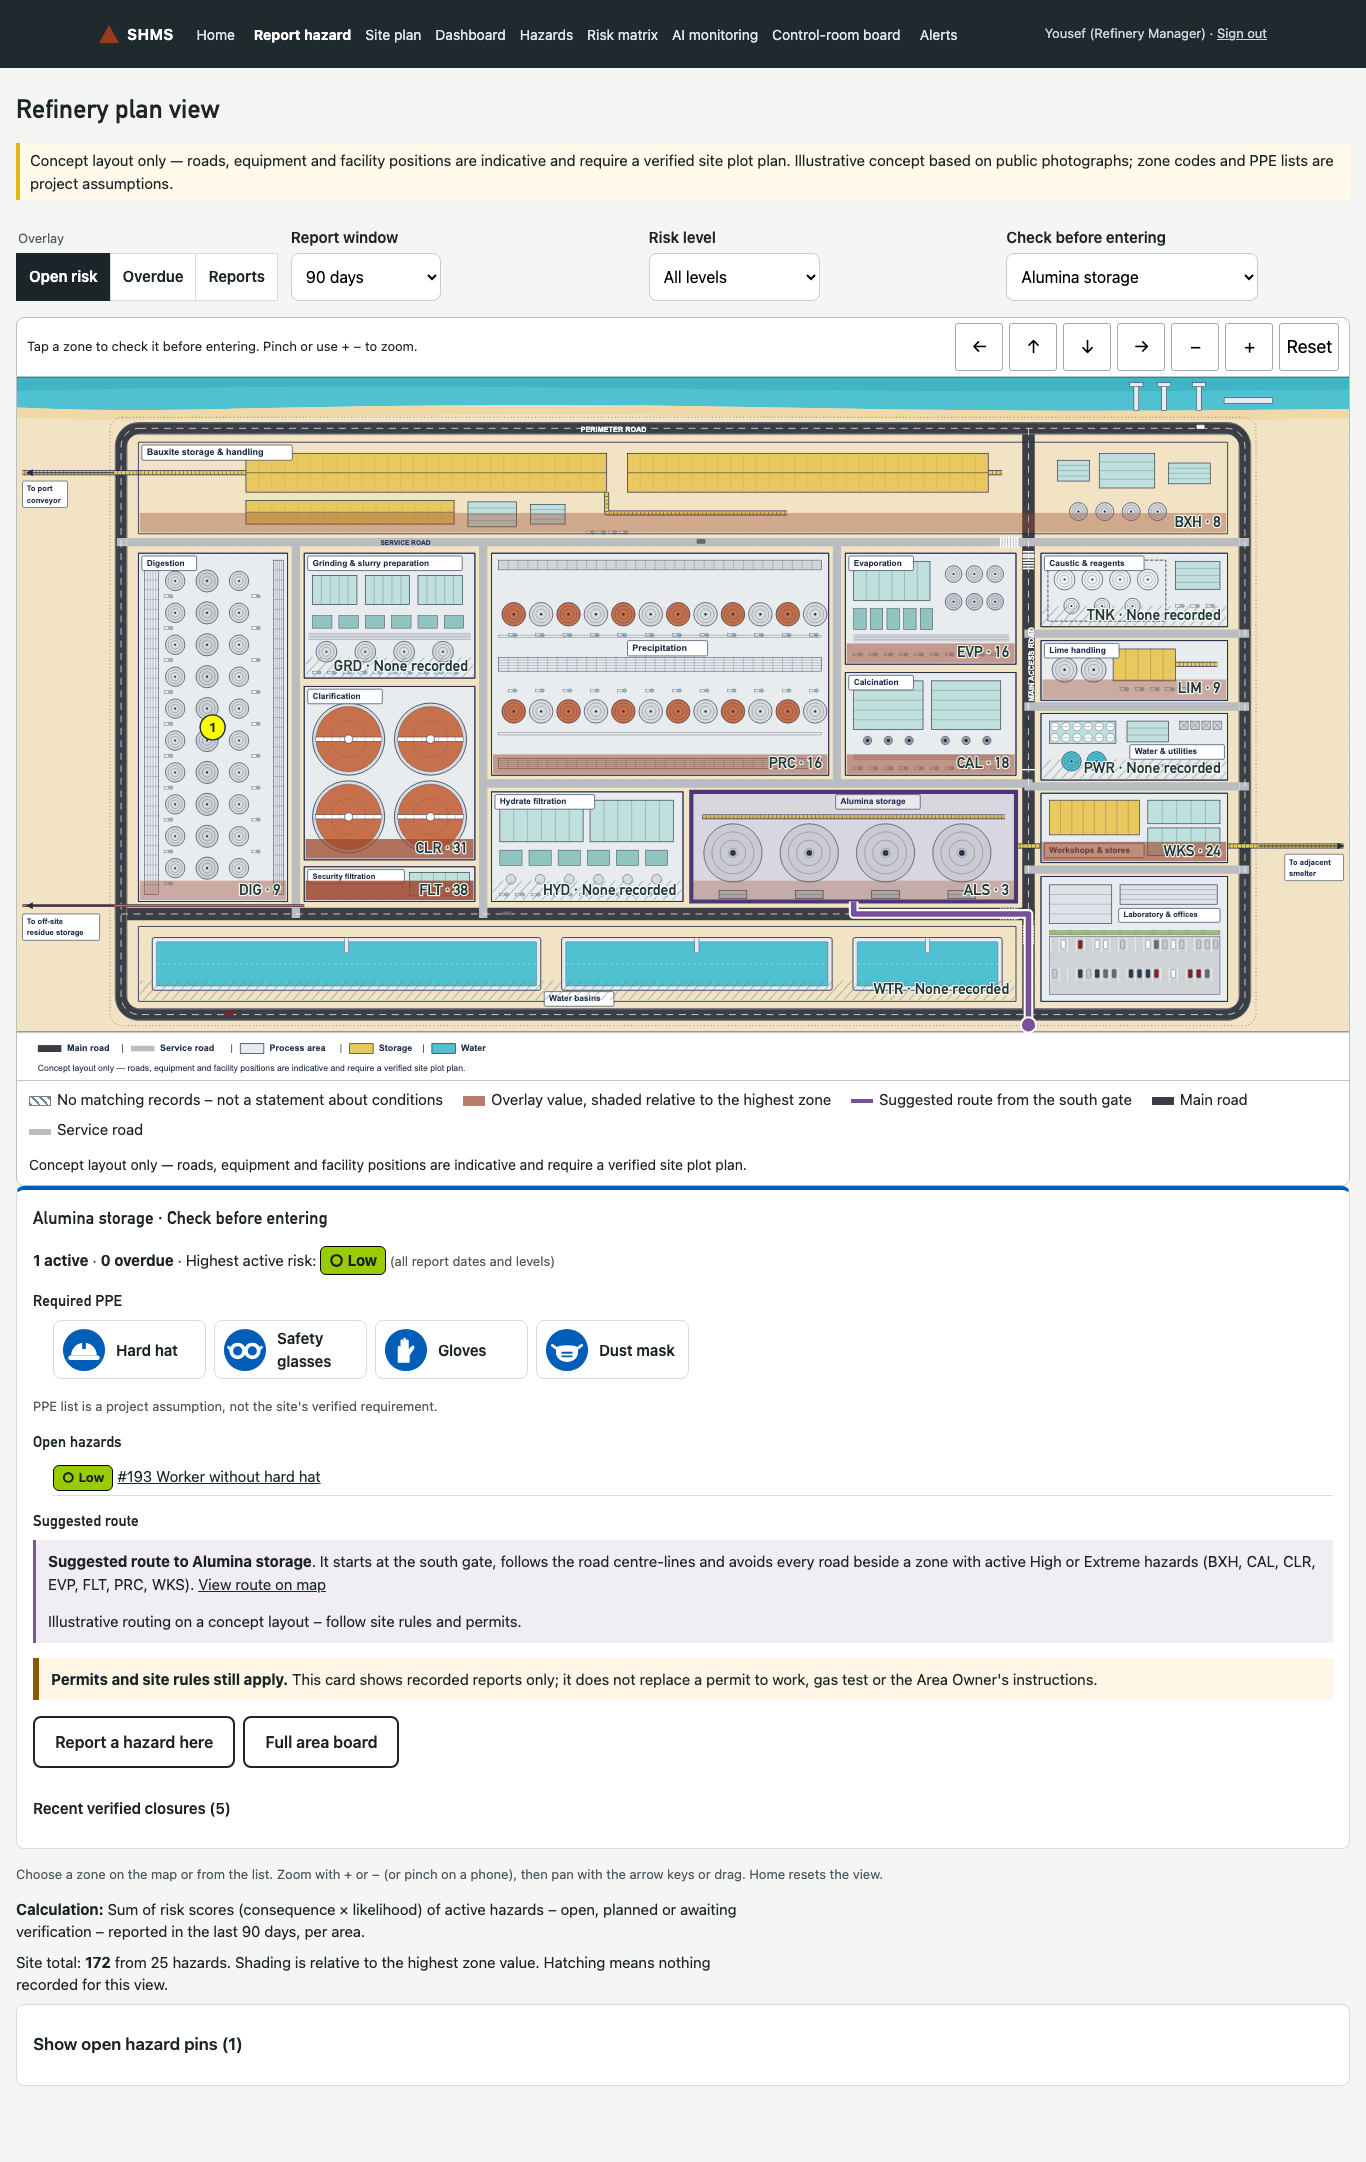 SHMS Home Report hazard Site plan Dashboard Hazards Risk matrix AI monitoring Control-room board Alerts Yousef (Refinery Manager) · Sign out
Refinery plan view
Concept layout only — roads, equipment and facility positions are indicative and require a verified site plot plan. Illustrative concept based on public photographs; zone codes and PPE lists are
project assumptions.
Overlay
Open risk Overdue Reports
Report window
90 days
Risk level
All levels
Check before entering
Alumina storage
Tap a zone to check it before entering. Pinch or use + – to zoom.
← ↑ ↓ → – + Reset
PERIMETER ROAD
Bauxite storage & handling
To port
conveyor
BXH · 8
SERVICE ROAD
Digestion
Grinding & slurry preparation
Evaporation
Caustic & reagents
TNK · None recorded
MAIN ACCESS ROAD
Precipitation
EVP · 16
Lime handling
GRD · None recorded
LIM · 9
Calcination
Clarification
1
Water & utilities
PRC · 16
CAL · 18
PWR · None recorded
Hydrate filtration
Alumina storage
CLR · 31
Workshops & stores
WKS · 24
To adjacent
smelter
Security filtration
DIG · 9
FLT · 38
HYD · None recorded
ALS · 3
To off-site
residue storage
Laboratory & offices
WTR · None recorded
Water basins
Main road | Service road | Process area | Storage | Water
Concept layout only — roads, equipment and facility positions are indicative and require a verified site plot plan.
No matching records – not a statement about conditions Overlay value, shaded relative to the highest zone Suggested route from the south gate Main road
Service road
Concept layout only — roads, equipment and facility positions are indicative and require a verified site plot plan.
Alumina storage · Check before entering
1 active · 0 overdue · Highest active risk: Low (all report dates and levels)
Required PPE
Hard hat
Safety
glasses
Gloves
Dust mask
PPE list is a project assumption, not the site's verified requirement.
Open hazards
Low #193 Worker without hard hat
Suggested route
Suggested route to Alumina storage. It starts at the south gate, follows the road centre-lines and avoids every road beside a zone with active High or Extreme hazards (BXH, CAL, CLR,
EVP, FLT, PRC, WKS). View route on map
Illustrative routing on a concept layout – follow site rules and permits.
Permits and site rules still apply. This card shows recorded reports only; it does not replace a permit to work, gas test or the Area Owner's instructions.
Report a hazard here Full area board
Recent verified closures (5)
Choose a zone on the map or from the list. Zoom with + or – (or pinch on a phone), then pan with the arrow keys or drag. Home resets the view.
Calculation: Sum of risk scores (consequence × likelihood) of active hazards – open, planned or awaiting
verification – reported in the last 90 days, per area.
Site total: 172 from 25 hazards. Shading is relative to the highest zone value. Hatching means nothing
recorded for this view.
Show open hazard pins (1)